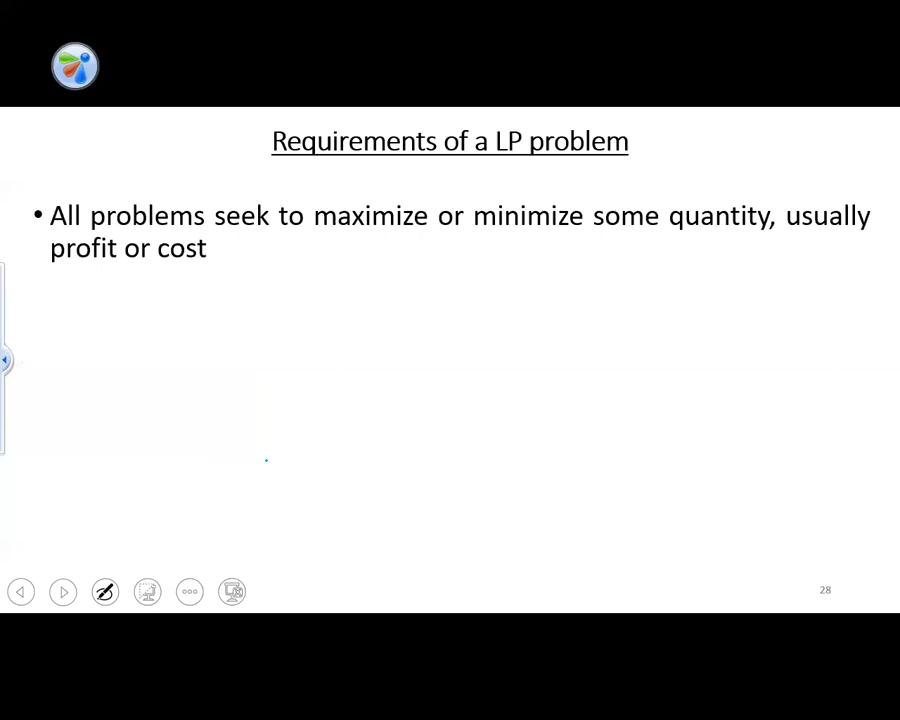 Requirements of a LP problem
• All problems seek to maximize or minimize some quantity, usually
profit or cost
28